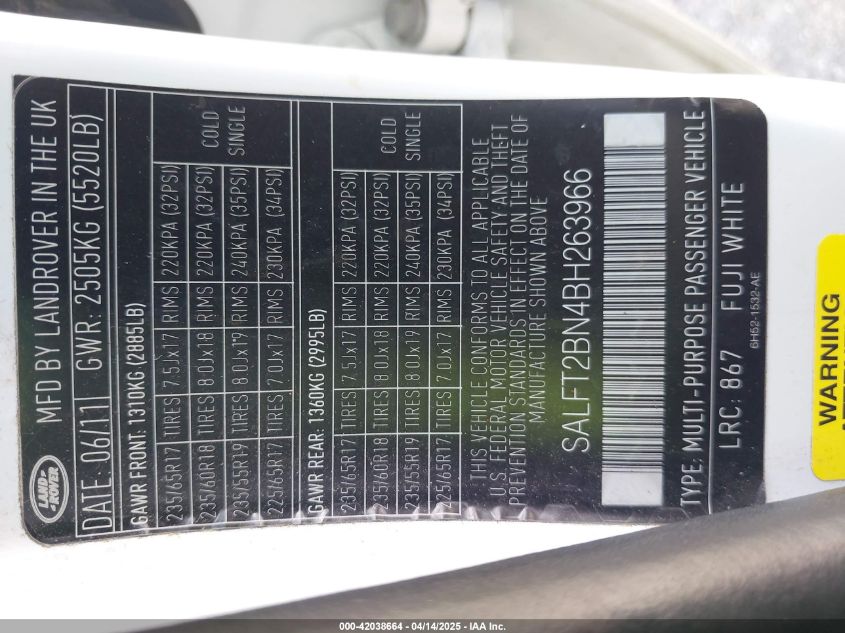 LAND-
ROVER
MFD BY LANDROVER IN THE UK
DATE: 06/11 GWR: 2505KG (5520LB)
GAWR FRONT: 1310KG (2885LB)
235/65R17 TIRES 7.5Jx17 RIMS 220KPA (32PSI)
235/60R18 TIRES 8.0Jx18 RIMS 220KPA (32PSI) COLD
235/55R19 TIRES 8.0Jx19 RIMS 240KPA (35PSI) SINGLE
225/65R17 TIRES 7.0Jx17 RIMS 230KPA (34PSI)
GAWR REAR: 1360KG (2995LB)
235/65R17 TIRES 7.5Jx17 RIMS 220KPA (32PSI)
235/60R18 TIRES 8.0Jx18 RIMS 220KPA (32PSI) COLD
235/55R19 TIRES 8.0Jx19 RIMS 240KPA (35PSI) SINGLE
225/65R17 TIRES 7.0Jx17 RIMS 230KPA (34PSI)
THIS VEHICLE CONFORMS TO ALL APPLICABLE
U.S. FEDERAL MOTOR VEHICLE SAFETY AND THEFT
PREVENTION STANDARDS IN EFFECT ON THE DATE OF
MANUFACTURE SHOWN ABOVE
SALFT2BN4BH263966
TYPE: MULTI-PURPOSE PASSENGER VEHICLE
LRC: 867 FUJI WHITE
6H52-1532-AE
WARNING
000-42038664 - 04/14/2025 - IAA Inc.